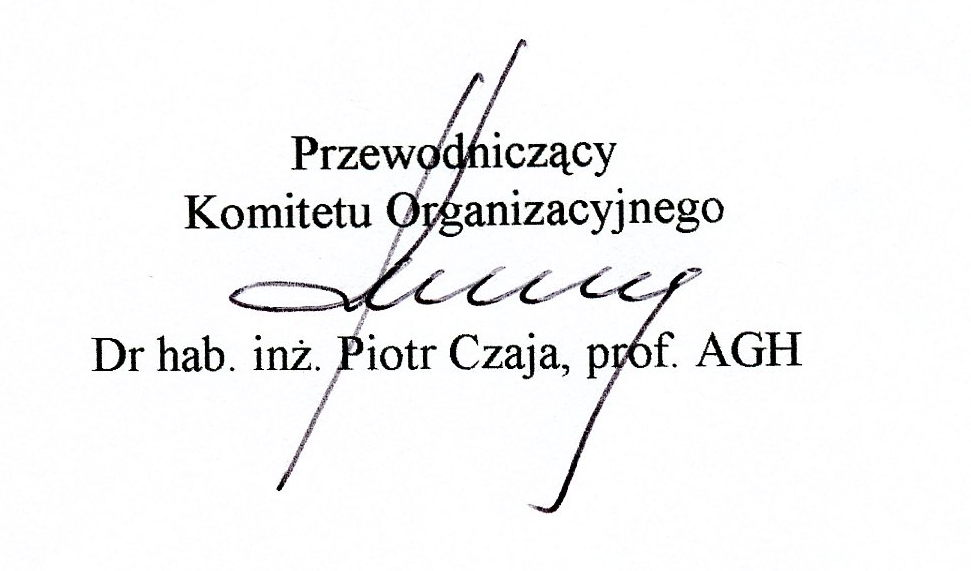 Przewodniczący
Komitetu Organizacyjnego
Dr hab. inż. Piotr Czaja, prof. AGH